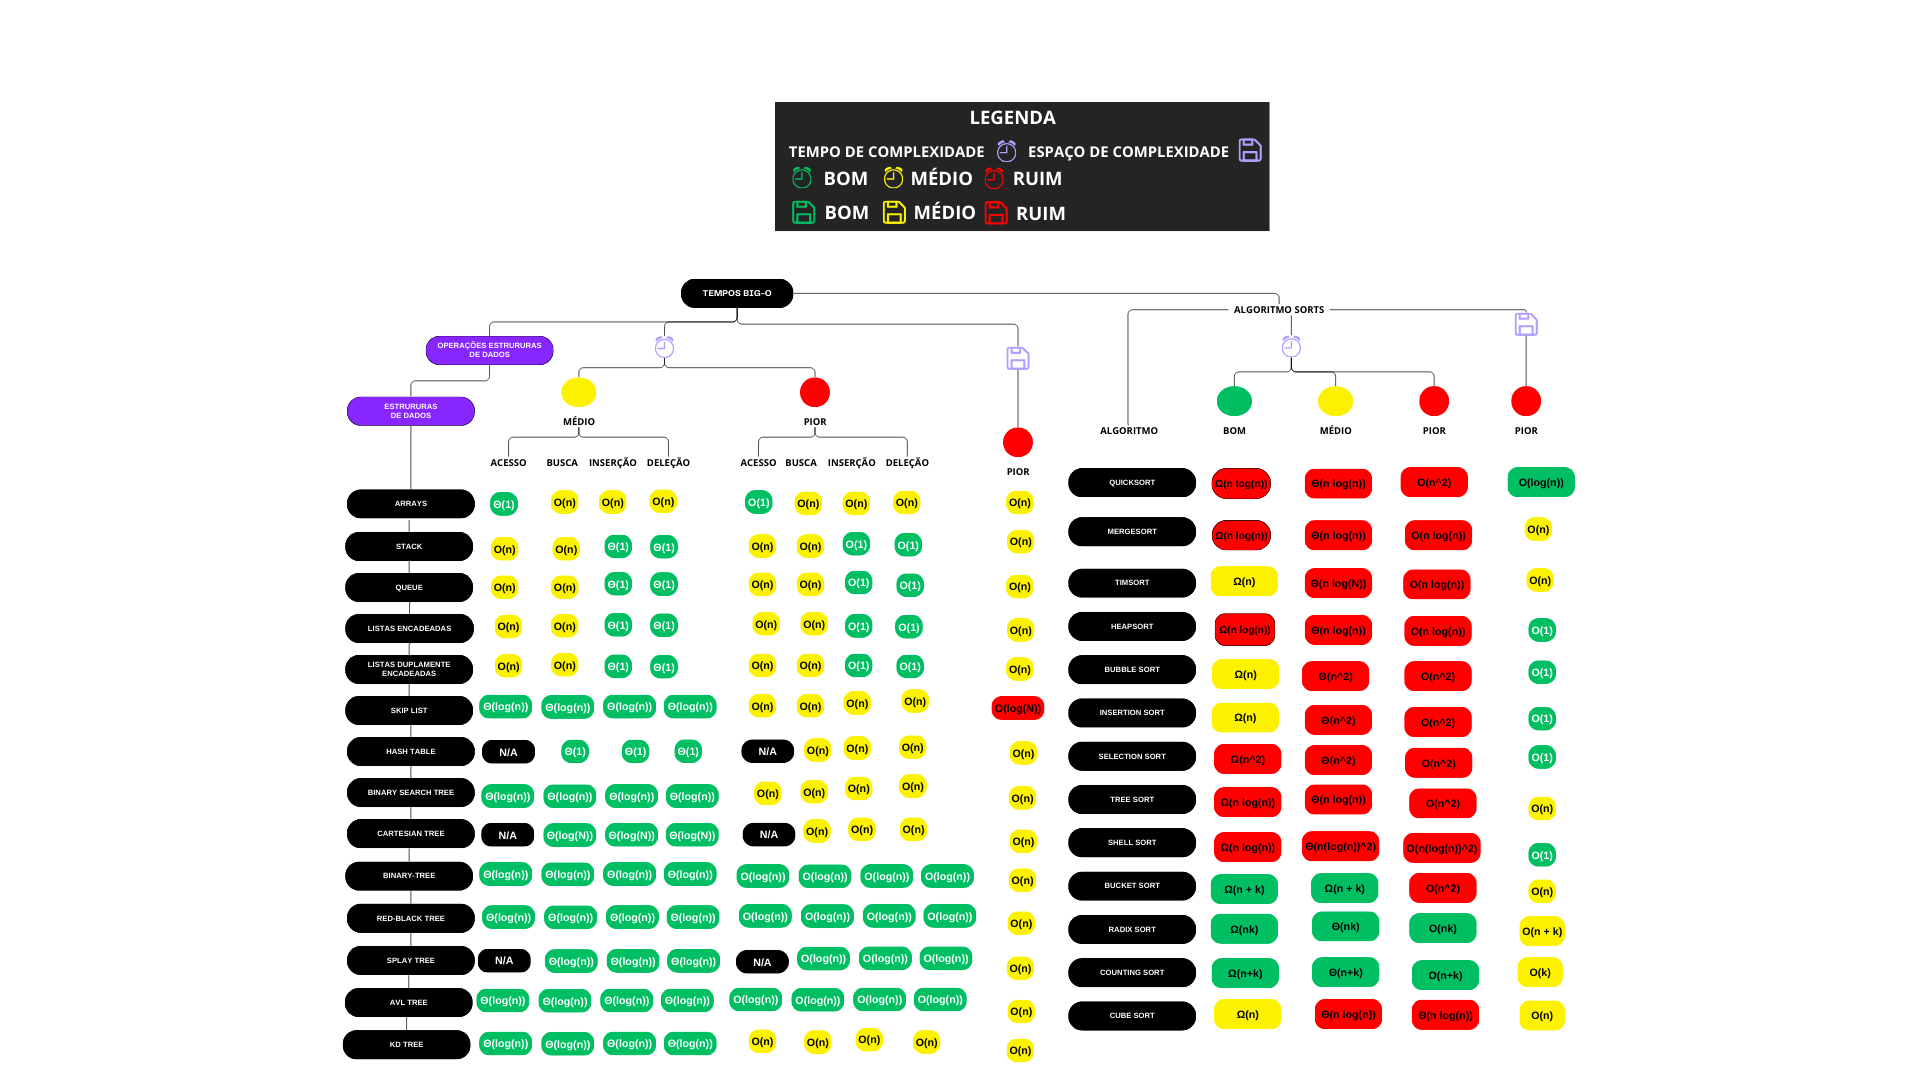 LEGENDA
TEMPO DE COMPLEXIDADE ESPAÇO DE COMPLEXIDADE
BOM MÉDIO RUIM
BOM MÉDIO RUIM
TEMPOS BIG-O
ALGORITMO SORTS
OPERAÇÕES ESTRURURAS
DE DADOS
ESTRURURAS
DE DADOS
MÉDIO PIOR
ACESSO BUSCA INSERÇÃO DELEÇÃO ACESSO BUSCA INSERÇÃO DELEÇÃO
PIOR
ARRAYS Θ(1) O(n) O(n) O(n) O(1) O(n) O(n) O(n) O(n)
STACK O(n) O(n) Θ(1) Θ(1) O(n) O(n) O(1) O(1) O(n)
QUEUE O(n) O(n) Θ(1) Θ(1) O(n) O(n) O(1) O(1) O(n)
LISTAS ENCADEADAS O(n) O(n) Θ(1) Θ(1) O(n) O(n) O(1) O(1) O(n)
LISTAS DUPLAMENTE
ENCADEADAS O(n) O(n) Θ(1) Θ(1) O(n) O(n) O(1) O(1) O(n)
SKIP LIST Θ(log(n)) Θ(log(n)) Θ(log(n)) Θ(log(n)) O(n) O(n) O(n) O(n) O(log(N))
HASH TABLE N/A Θ(1) Θ(1) Θ(1) N/A O(n) O(n) O(n) O(n)
BINARY SEARCH TREE Θ(log(n)) Θ(log(n)) Θ(log(n)) Θ(log(n)) O(n) O(n) O(n) O(n) O(n)
CARTESIAN TREE N/A Θ(log(N)) Θ(log(N)) Θ(log(N)) N/A O(n) O(n) O(n) O(n)
BINARY-TREE Θ(log(n)) Θ(log(n)) Θ(log(n)) Θ(log(n)) O(log(n)) O(log(n)) O(log(n)) O(log(n)) O(n)
RED-BLACK TREE Θ(log(n)) Θ(log(n)) Θ(log(n)) Θ(log(n)) O(log(n)) O(log(n)) O(log(n)) O(log(n)) O(n)
SPLAY TREE N/A Θ(log(n)) Θ(log(n)) Θ(log(n)) N/A O(log(n)) O(log(n)) O(log(n)) O(n)
AVL TREE Θ(log(n)) Θ(log(n)) Θ(log(n)) Θ(log(n)) O(log(n)) O(log(n)) O(log(n)) O(log(n)) O(n)
KD TREE Θ(log(n)) Θ(log(n)) Θ(log(n)) Θ(log(n)) O(n) O(n) O(n) O(n) O(n)
ALGORITMO BOM MÉDIO PIOR PIOR
QUICKSORT Ω(n log(n)) Θ(n log(n)) O(n^2) O(log(n))
MERGESORT Ω(n log(n)) Θ(n log(n)) O(n log(n)) O(n)
TIMSORT Ω(n) Θ(n log(N)) O(n log(n)) O(n)
HEAPSORT Ω(n log(n)) Θ(n log(n)) O(n log(n)) O(1)
BUBBLE SORT Ω(n) Θ(n^2) O(n^2) O(1)
INSERTION SORT Ω(n) Θ(n^2) O(n^2) O(1)
SELECTION SORT Ω(n^2) Θ(n^2) O(n^2) O(1)
TREE SORT Ω(n log(n)) Θ(n log(n)) O(n^2) O(n)
SHELL SORT Ω(n log(n)) Θ(n(log(n))^2) O(n(log(n))^2) O(1)
BUCKET SORT Ω(n + k) Ω(n + k) O(n^2) O(n)
RADIX SORT Ω(nk) Θ(nk) O(nk) O(n + k)
COUNTING SORT Ω(n+k) Θ(n+k) O(n+k) O(k)
CUBE SORT Ω(n) Θ(n log(n)) Θ(n log(n)) O(n)